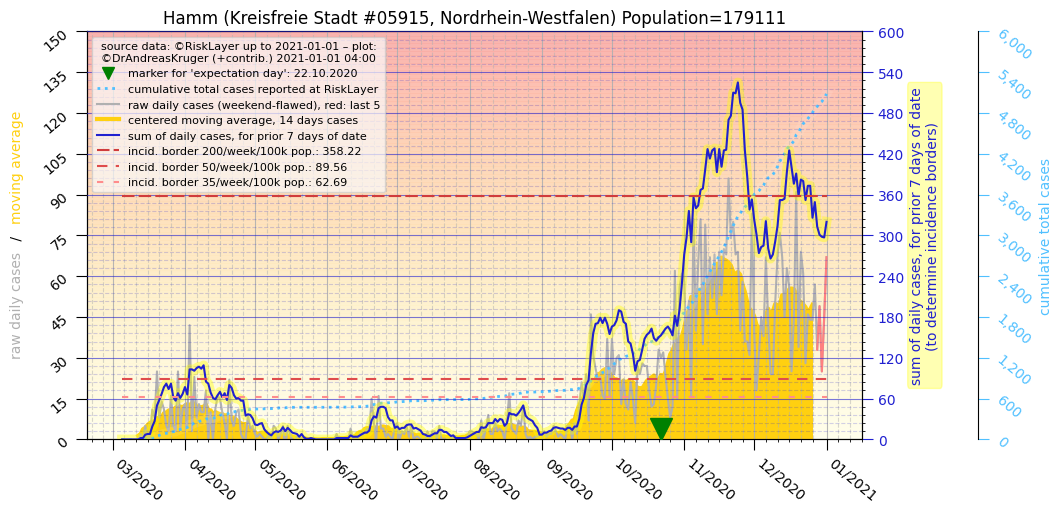 Hamm (Kreisfreie Stadt #05915, Nordrhein-Westfalen) Population=179111
source data: ©RiskLayer up to 2021-01-01 – plot:
©DrAndreasKruger (+contrib.) 2021-01-01 04:00
marker for 'expectation day': 22.10.2020
cumulative total cases reported at RiskLayer
raw daily cases (weekend-flawed), red: last 5
centered moving average, 14 days cases
sum of daily cases, for prior 7 days of date
incid. border 200/week/100k pop.: 358.22
incid. border 50/week/100k pop.: 89.56
incid. border 35/week/100k pop.: 62.69
raw daily cases / moving average
150
135
120
105
90
75
60
45
30
15
0
03/2020
04/2020
05/2020
06/2020
07/2020
08/2020
09/2020
10/2020
11/2020
12/2020
01/2021
600
540
480
420
360
300
240
180
120
60
0
sum of daily cases, for prior 7 days of date
(to determine incidence borders)
6,000
5,400
4,800
4,200
3,600
3,000
2,400
1,800
1,200
600
0
cumulative total cases